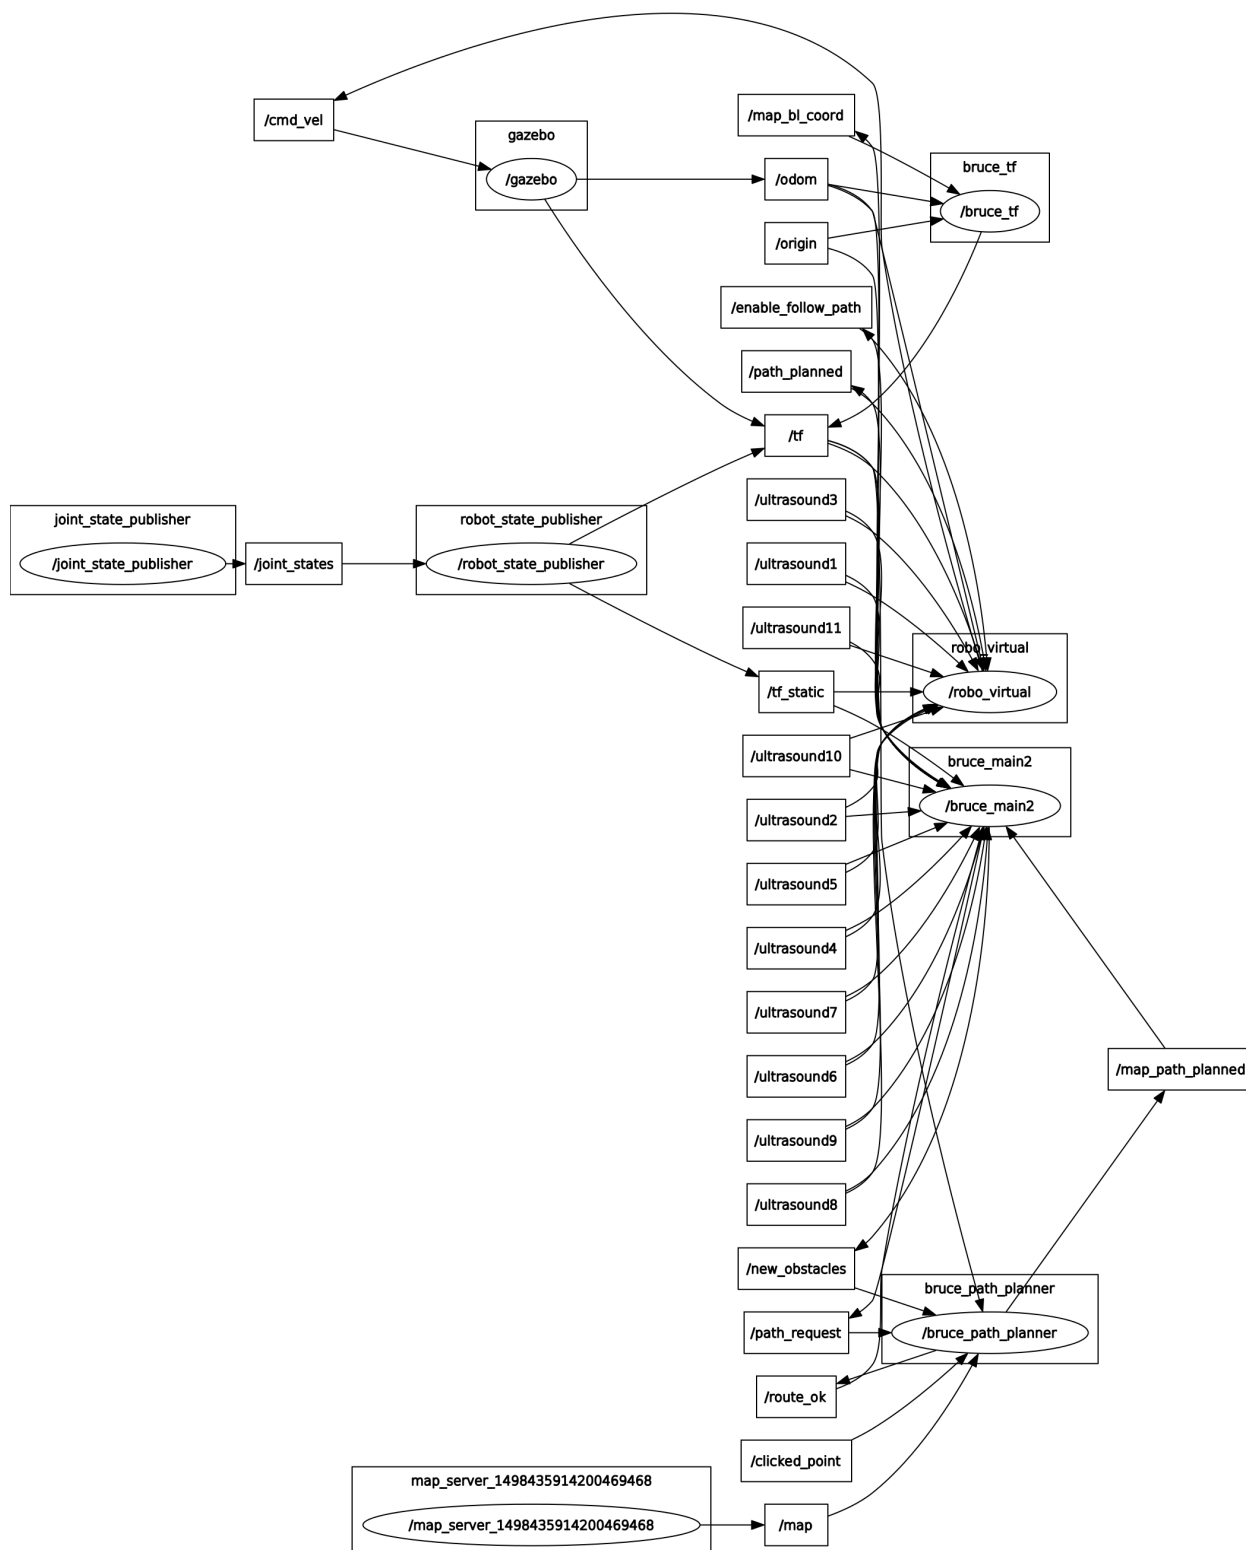 /cmd_vel
/map_bl_coord
gazebo
/gazebo
bruce_tf
/bruce_tf
/odom
/origin
/enable_follow_path
/path_planned
/tf
/ultrasound3
joint_state_publisher
/joint_state_publisher
/joint_states
robot_state_publisher
/robot_state_publisher
/ultrasound1
/ultrasound11
robo_virtual
/robo_virtual
/tf_static
/ultrasound10
bruce_main2
/bruce_main2
/ultrasound2
/ultrasound5
/ultrasound4
/ultrasound7
/ultrasound6
/map_path_planned
/ultrasound9
/ultrasound8
/new_obstacles
bruce_path_planner
/bruce_path_planner
/path_request
/route_ok
/clicked_point
map_server_1498435914200469468
/map_server_1498435914200469468
/map